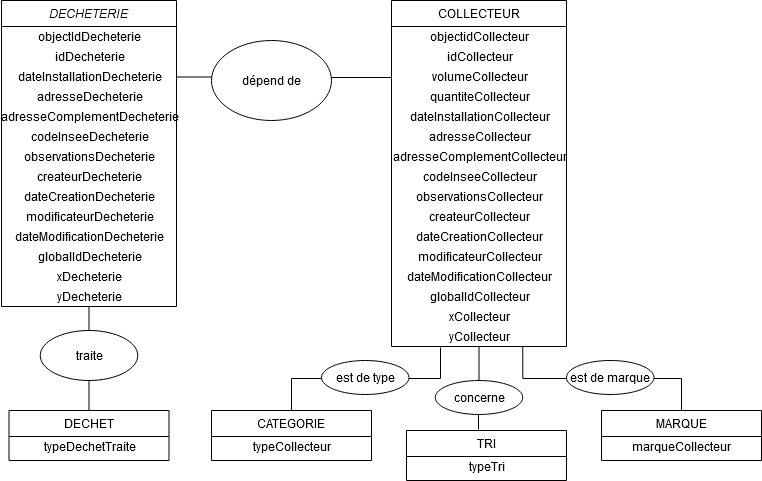 DECHETERIE
objectIdDecheterie
idDecheterie
dateInstallationDecheterie
adresseDecheterie
adresseComplementDecheterie
codeInseeDecheterie
observationsDecheterie
createurDecheterie
dateCreationDecheterie
modificateurDecheterie
dateModificationDecheterie
globalIdDecheterie
xDecheterie
yDecheterie
dépend de
COLLECTEUR
objectidCollecteur
idCollecteur
volumeCollecteur
quantiteCollecteur
dateInstallationCollecteur
adresseCollecteur
adresseComplementCollecteur
codeInseeCollecteur
observationsCollecteur
createurCollecteur
dateCreationCollecteur
modificateurCollecteur
dateModificationCollecteur
globalIdCollecteur
xCollecteur
yCollecteur
traite
est de type
concerne
est de marque
DECHET
typeDechetTraite
CATEGORIE
typeCollecteur
TRI
typeTri
MARQUE
marqueCollecteur